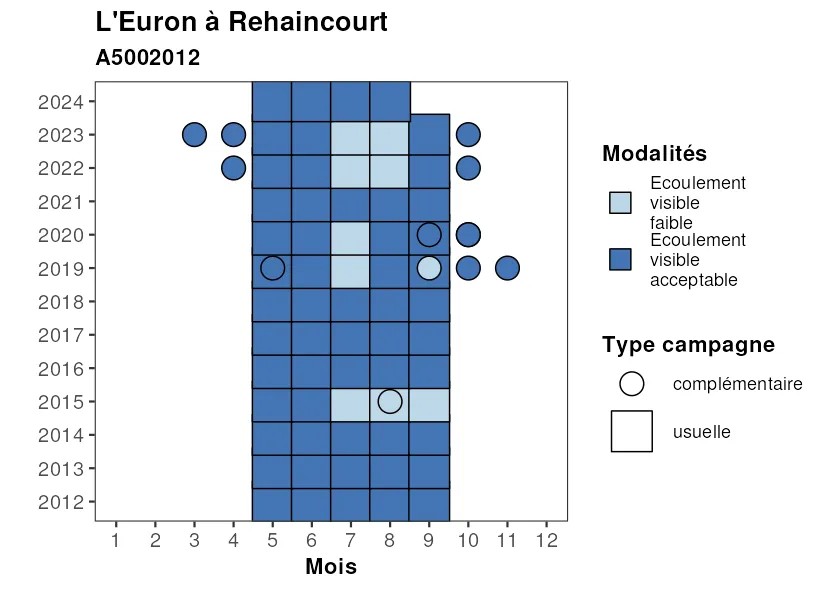 L'Euron à Rehaincourt
A5002012
2024
2023
2022
2021
2020
2019
2018
2017
2016
2015
2014
2013
2012
1 2 3 4 5 6 7 8 9 10 11 12
Mois
Modalités
Ecoulement
visible
faible
Ecoulement
visible
acceptable
Type campagne
complémentaire
usuelle